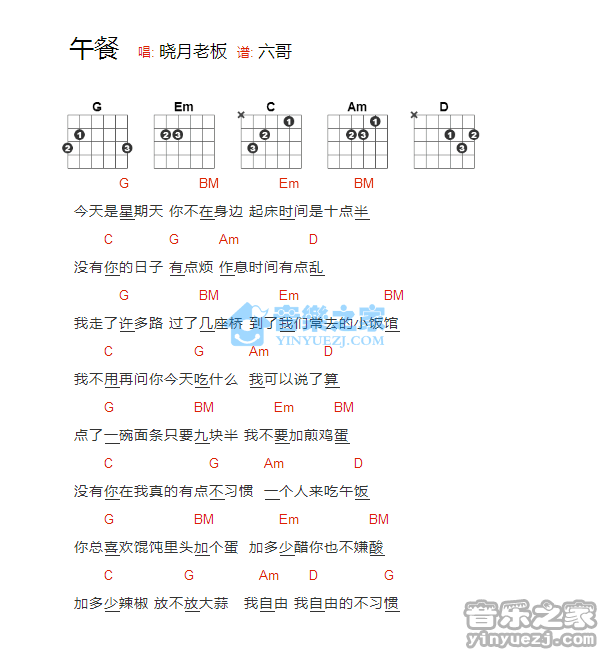 午餐 唱: 晓月老板 谱: 六哥
G Em C Am D
G BM Em BM
今天是星期天 你不在身边 起床时间是十点半
C G Am D
没有你的日子 有点烦 作息时间有点乱
G BM Em BM
我走了许多路 过了几座桥 到了我们常去的小饭馆
C G Am D
我不用再问你今天吃什么 我可以说了算
G BM Em BM
点了一碗面条只要九块半 我不要加煎鸡蛋
C G Am D
没有你在我真的有点不习惯 一个人来吃午饭
G BM Em BM
你总喜欢馄饨里头加个蛋 加多少醋你也不嫌酸
C G Am D G
加多少辣椒 放不放大蒜 我自由 我自由的不习惯
音樂之家
YINYUEZJ.COM
音乐之家
yinyuezj.com